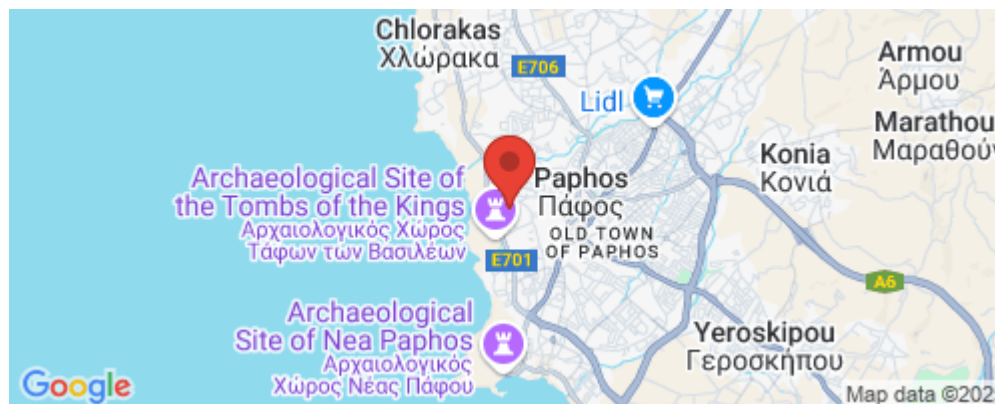 Chlorakas
Χλώρακα
E706
Lidl
Armou
Άρμου
Marathou
Μαραθούν
Konia
Κονιά
Archaeological Site of
the Tombs of the Kings
Αρχαιολογικός Χώρος
Τάφων των Βασιλέων
Paphos
Πάφος
OLD TOWN
OF PAPHOS
E701
A6
Archaeological
Site of Nea Paphos
Αρχαιολογικός
Χώρος Νέας Πάφου
Yeroskipou
Γεροσκήπου
Google
Map data ©202